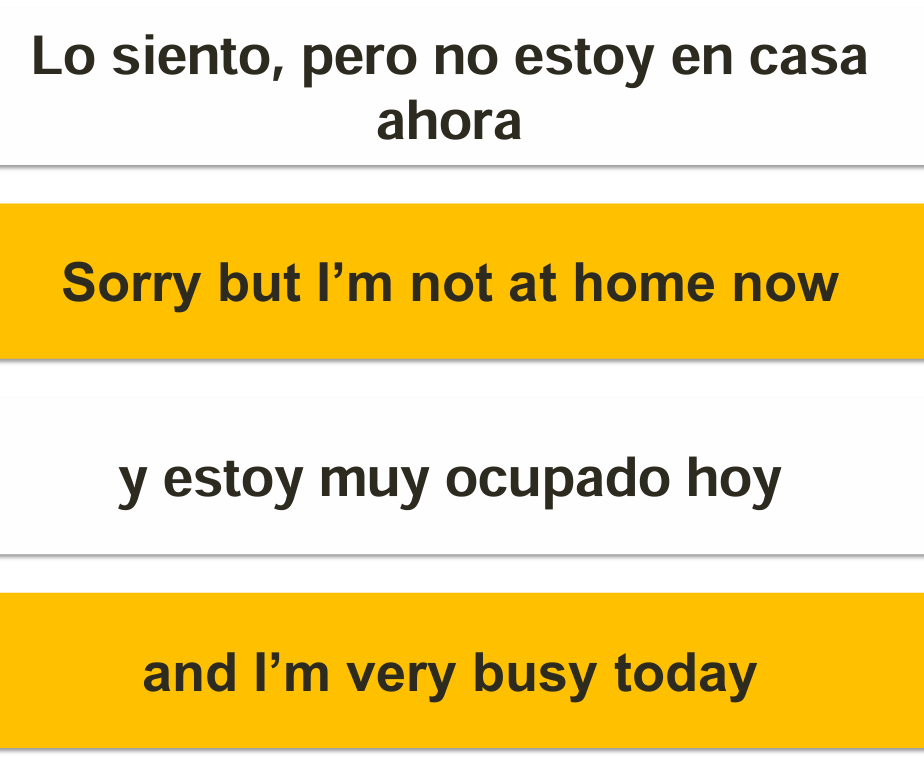 Lo siento, pero no estoy en casa
ahora
Sorry but I’m not at home now
y estoy muy ocupado hoy
and I’m very busy today